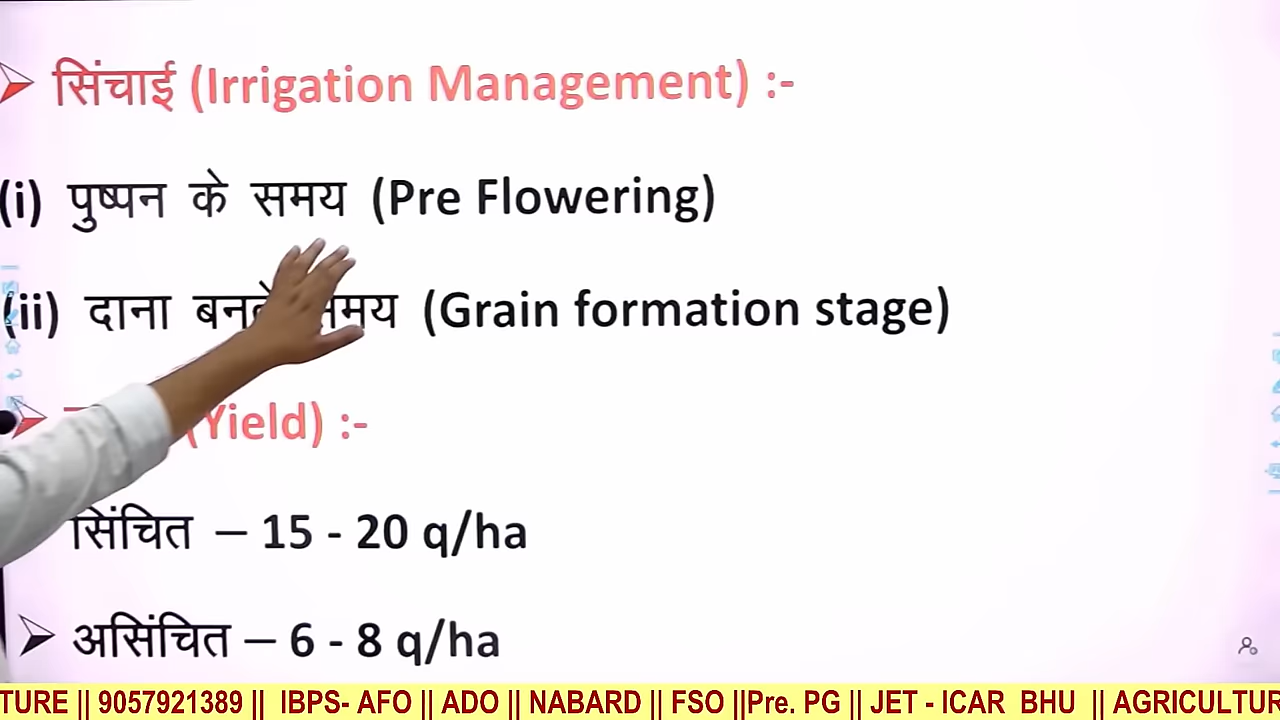 सिंचाई (Irrigation Management) :-
(i) पुष्पन के समय (Pre Flowering)
(ii) दाना समय (Grain formation stage)
(Yield) :-
सिंचित – 15 - 20 q/ha
असिंचित – 6 - 8 q/ha
TURE || 9057921389 || IBPS- AFO || ADO || NABARD || FSO ||Pre. PG || JET - ICAR BHU || AGRICULTUR